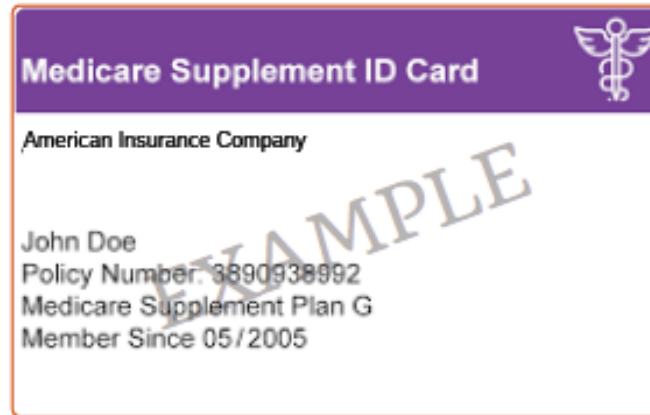 Medicare Supplement ID Card
American Insurance Company
EXAMPLE
John Doe
Policy Number: 3890938992
Medicare Supplement Plan G
Member Since 05/2005